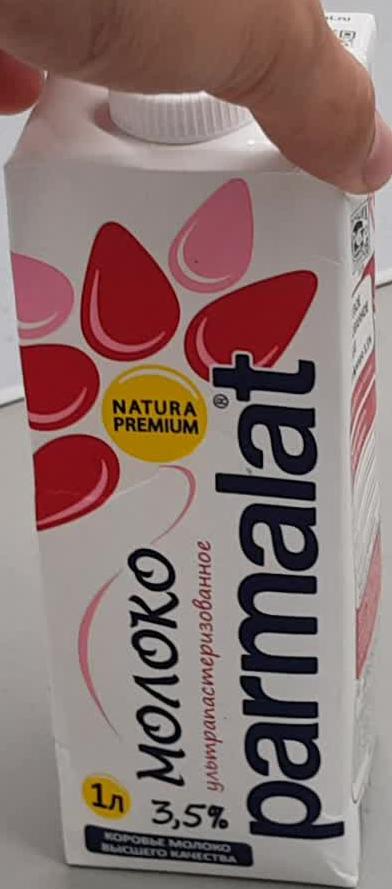 NATURA
PREMIUM
parmalat®
МОЛОКО
ультрапастеризованное
1л
3,5%
КОРОВЬЕ МОЛОКО
ВЫСШЕГО КАЧЕСТВА